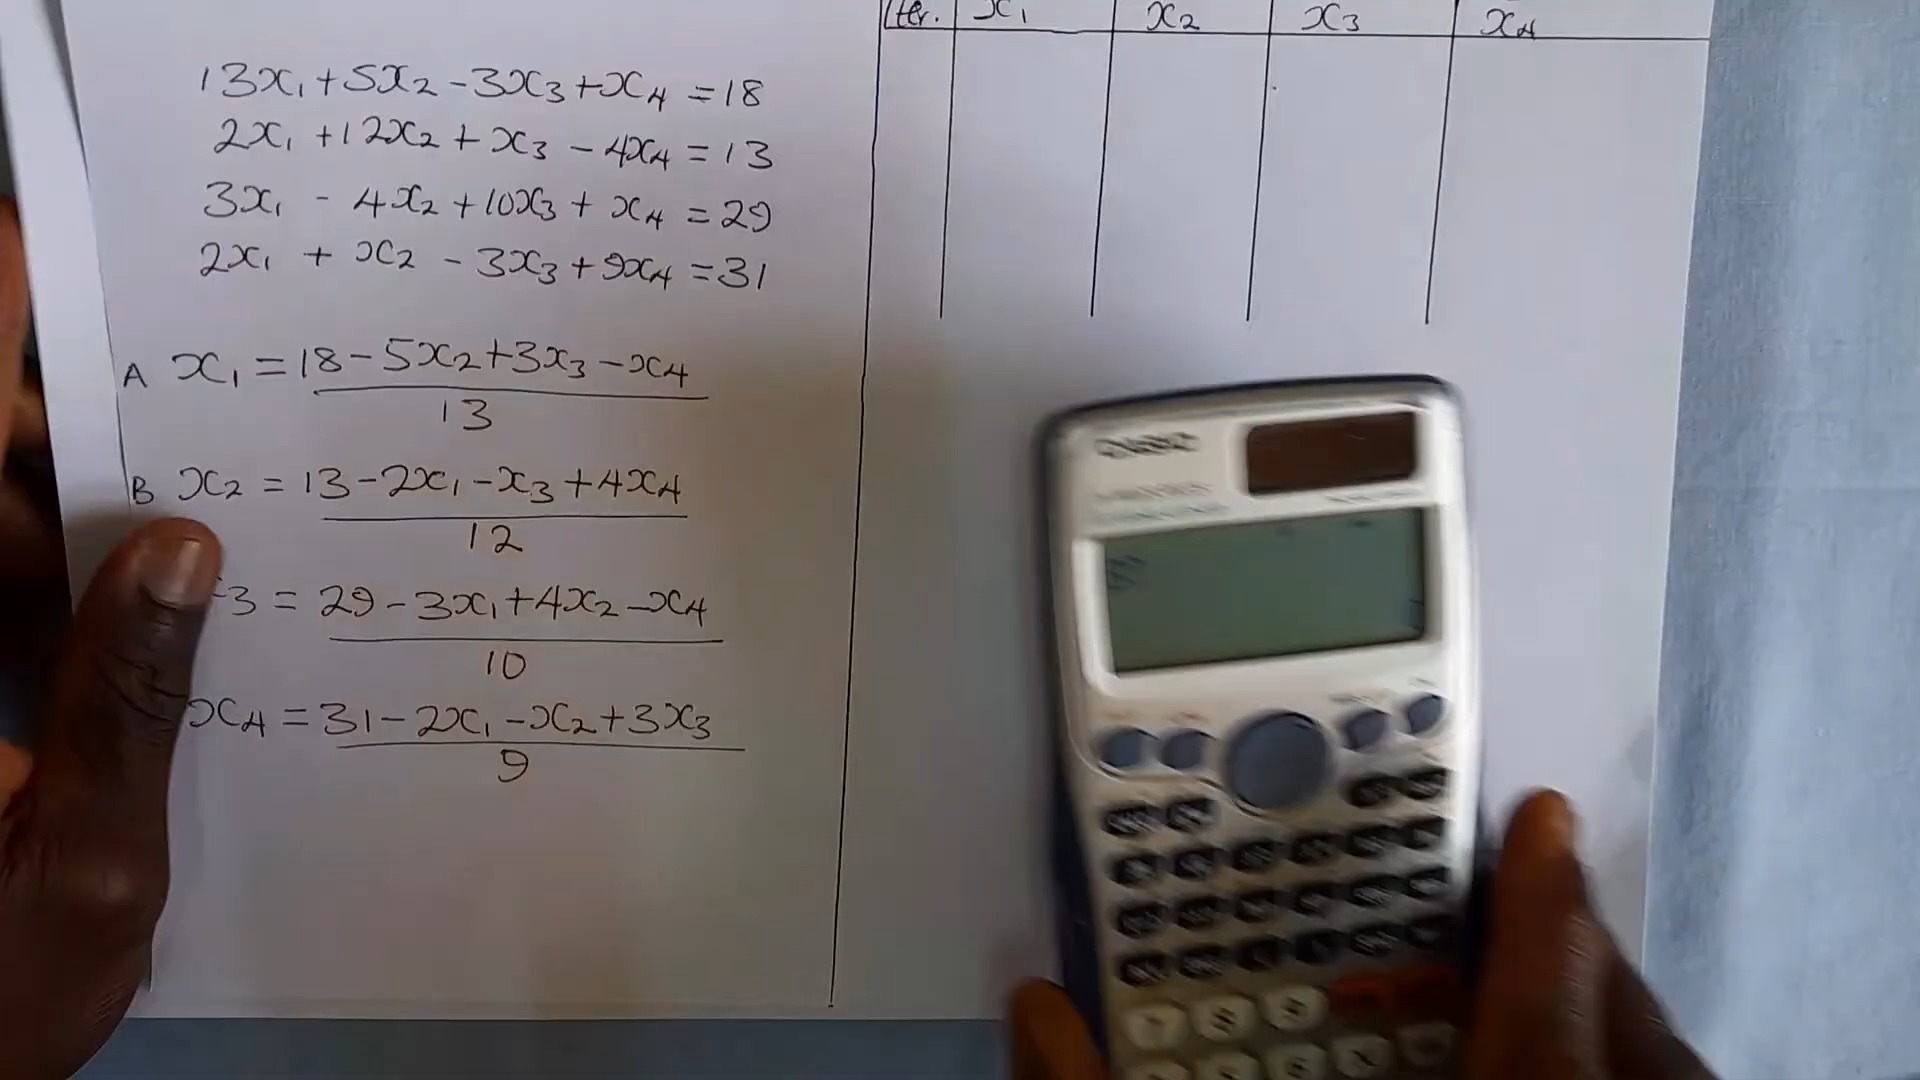 13x₁+5x₂-3x₃+x₄=18
2x₁+12x₂+x₃-4x₄=13
3x₁-4x₂+10x₃+x₄=29
2x₁+x₂-3x₃+9x₄=31
A x₁=18-5x₂+3x₃-x₄
13
B x₂=13-2x₁-x₃+4x₄
12
3=29-3x₁+4x₂-x₄
10
x₄=31-2x₁-x₂+3x₃
9
Iter. x₁ x₂ x₃ x₄
CASIO